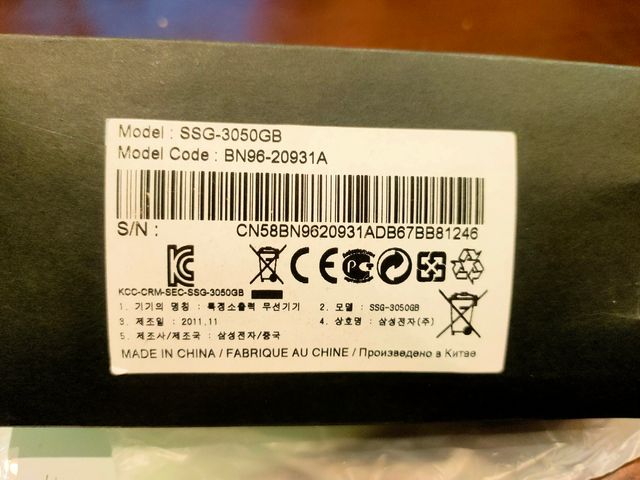 Model : SSG-3050GB
Model Code : BN96-20931A
S/N : CN58BN9620931ADB67BB81246
KCC-CRM-SEC-SSG-3050GB
1. 기기의 명칭 : 특정소출력 무선기기 2. 모델 : SSG-3050GB
3. 제조일 : 2011.11 4. 상호명 : 삼성전자(주)
5. 제조사/제조국 : 삼성전자/중국
MADE IN CHINA / FABRIQUE AU CHINE / Произведено в Китае